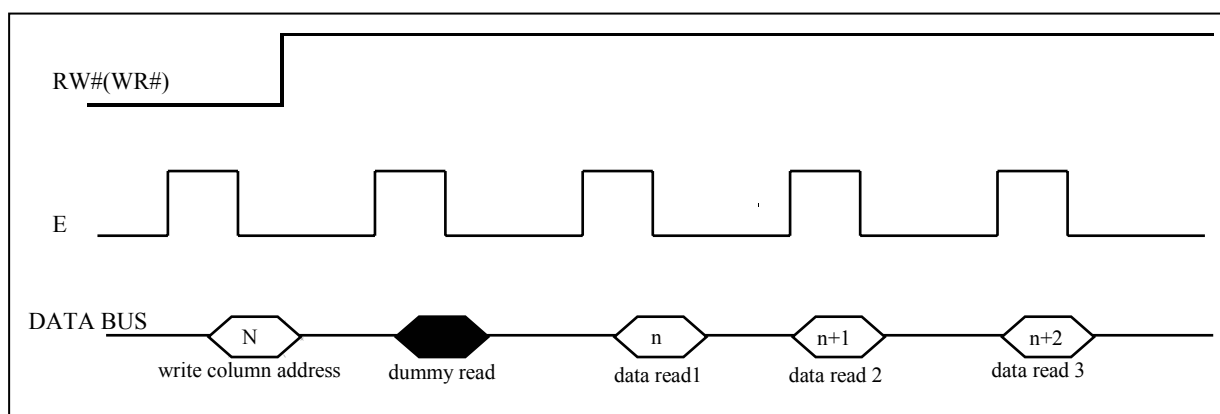 RW#(WR#)
E
DATA BUS
N
n
n+1
n+2
write column address
dummy read
data read1
data read 2
data read 3